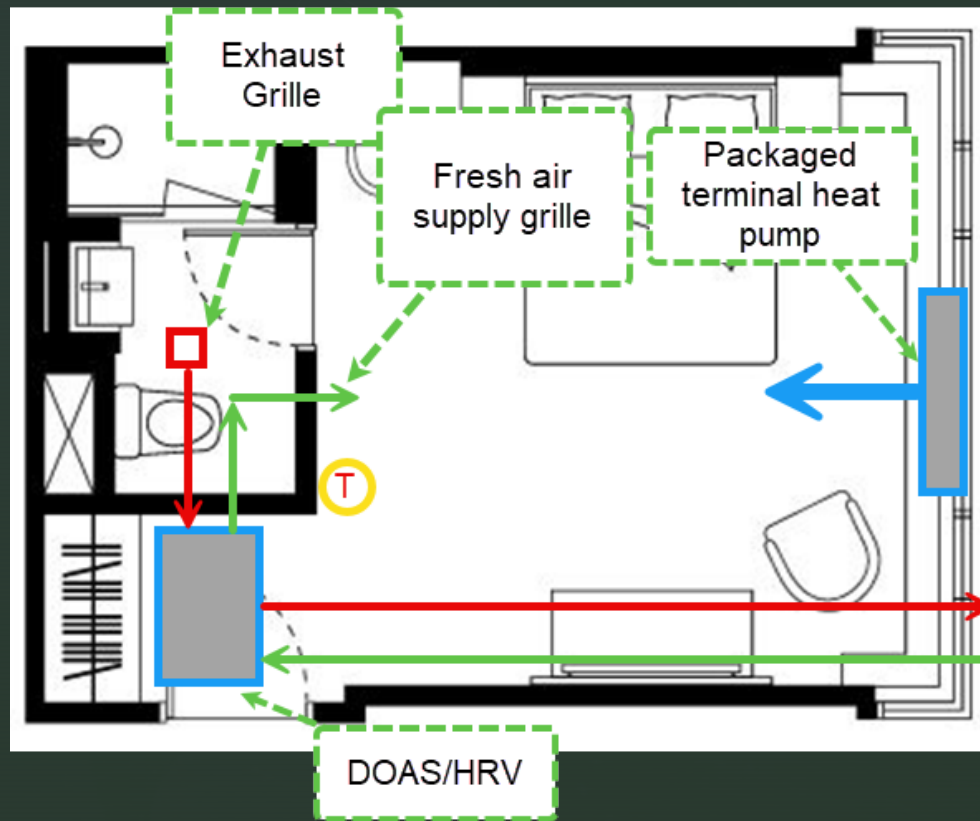 Exhaust
Grille
Fresh air
supply grille
Packaged
terminal heat
pump
T
DOAS/HRV